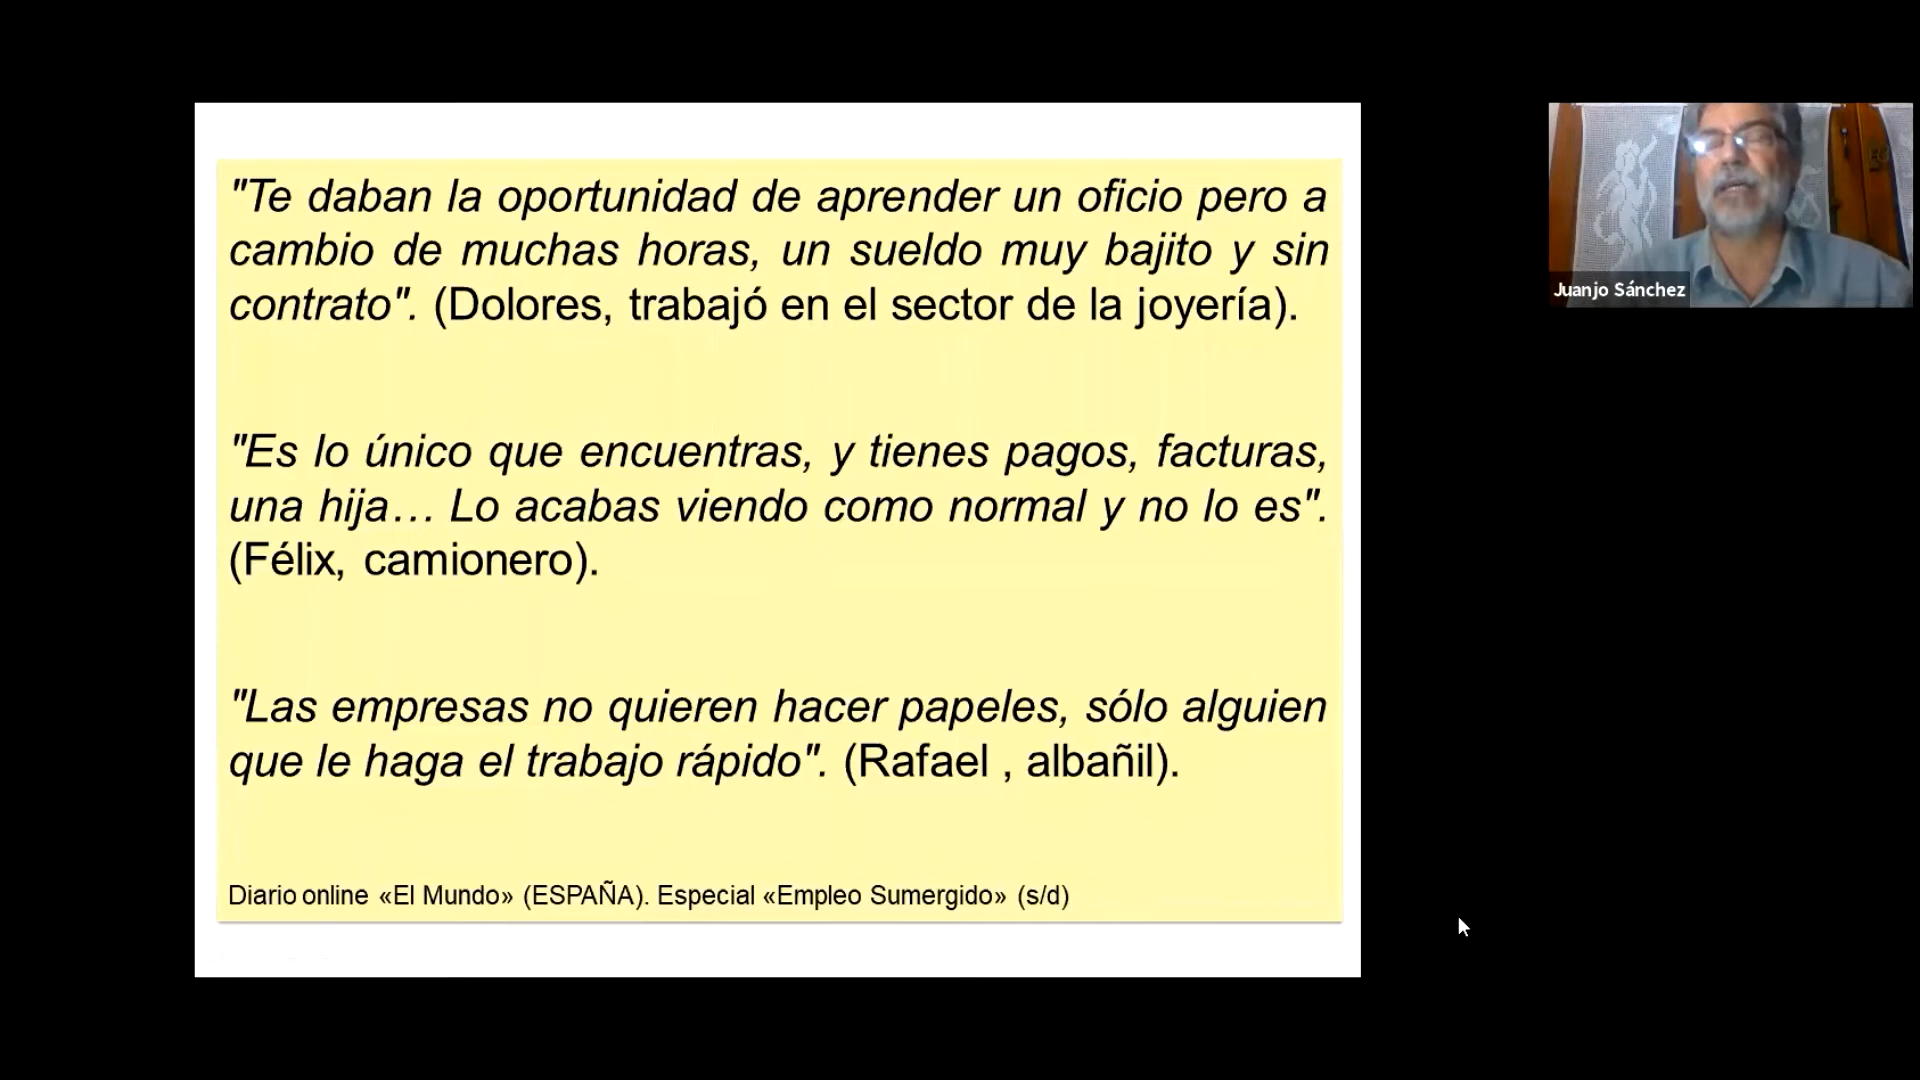 "Te daban la oportunidad de aprender un oficio pero a
cambio de muchas horas, un sueldo muy bajito y sin
contrato". (Dolores, trabajó en el sector de la joyería).
"Es lo único que encuentras, y tienes pagos, facturas,
una hija… Lo acabas viendo como normal y no lo es".
(Félix, camionero).
"Las empresas no quieren hacer papeles, sólo alguien
que le haga el trabajo rápido". (Rafael , albañil).
Diario online «El Mundo» (ESPAÑA). Especial «Empleo Sumergido» (s/d)
Juanjo Sánchez